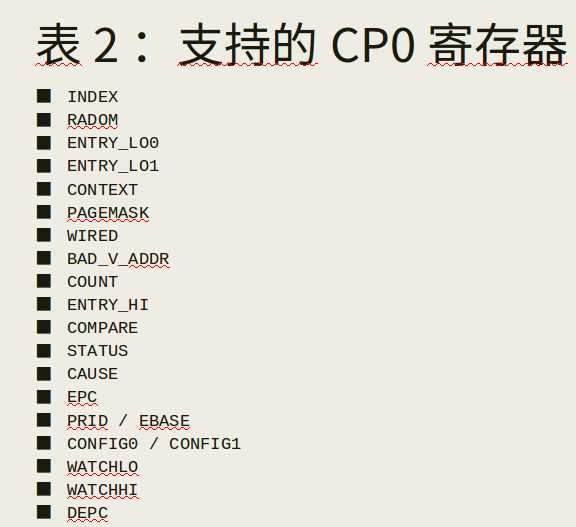 表 2： 支持的 CP0 寄存器
INDEX
RADOM
ENTRY_LO0
ENTRY_LO1
CONTEXT
PAGEMASK
WIRED
BAD_V_ADDR
COUNT
ENTRY_HI
COMPARE
STATUS
CAUSE
EPC
PRID / EBASE
CONFIG0 / CONFIG1
WATCHLO
WATCHHI
DEPC